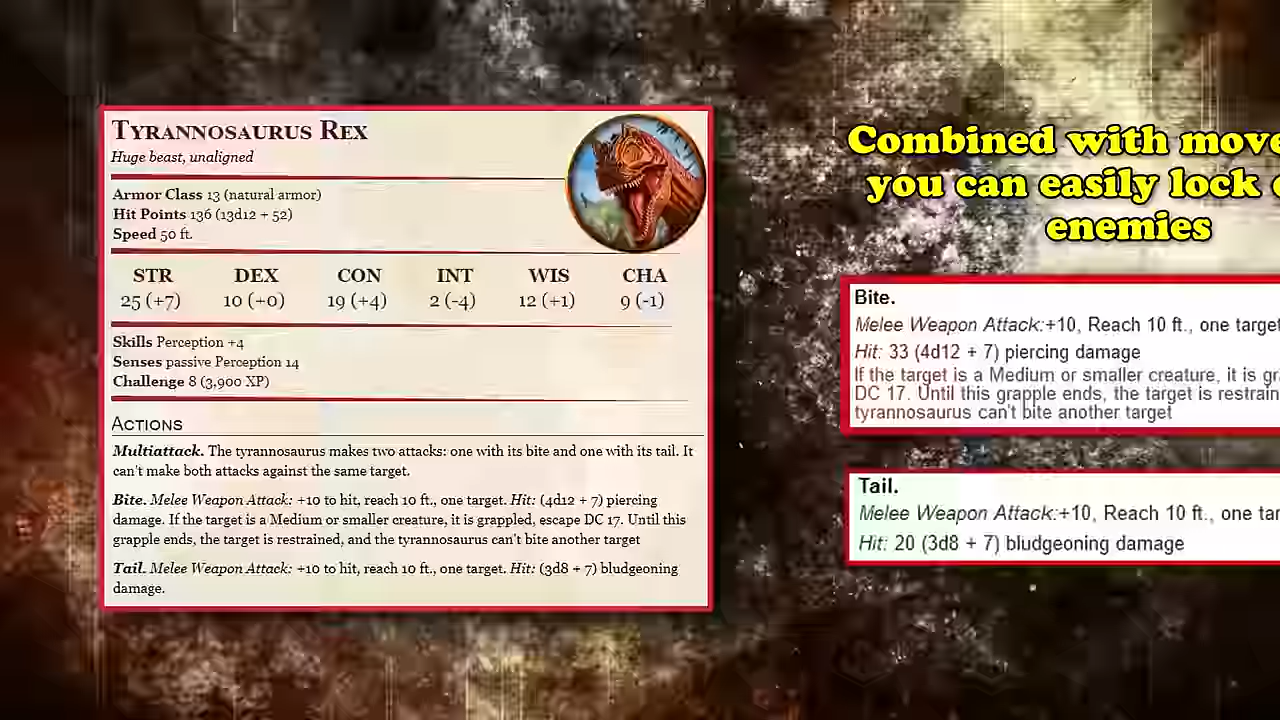 Tyrannosaurus Rex
Huge beast, unaligned
Armor Class 13 (natural armor)
Hit Points 136 (13d12 + 52)
Speed 50 ft.
STR DEX CON INT WIS CHA
25 (+7) 10 (+0) 19 (+4) 2 (-4) 12 (+1) 9 (-1)
Skills Perception +4
Senses passive Perception 14
Challenge 8 (3,900 XP)
Actions
Multiattack. The tyrannosaurus makes two attacks: one with its bite and one with its tail. It
can't make both attacks against the same target.
Bite. Melee Weapon Attack: +10 to hit, reach 10 ft., one target. Hit: (4d12 + 7) piercing
damage. If the target is a Medium or smaller creature, it is grappled, escape DC 17. Until this
grapple ends, the target is restrained, and the tyrannosaurus can't bite another target
Tail. Melee Weapon Attack: +10 to hit, reach 10 ft., one target. Hit: (3d8 + 7) bludgeoning
damage.
Combined with move
you can easily lock
enemies
Bite.
Melee Weapon Attack:+10, Reach 10 ft., one target
Hit: 33 (4d12 + 7) piercing damage
If the target is a Medium or smaller creature, it is gr
DC 17. Until this grapple ends, the target is restrain
tyrannosaurus can't bite another target
Tail.
Melee Weapon Attack:+10, Reach 10 ft., one tar
Hit: 20 (3d8 + 7) bludgeoning damage